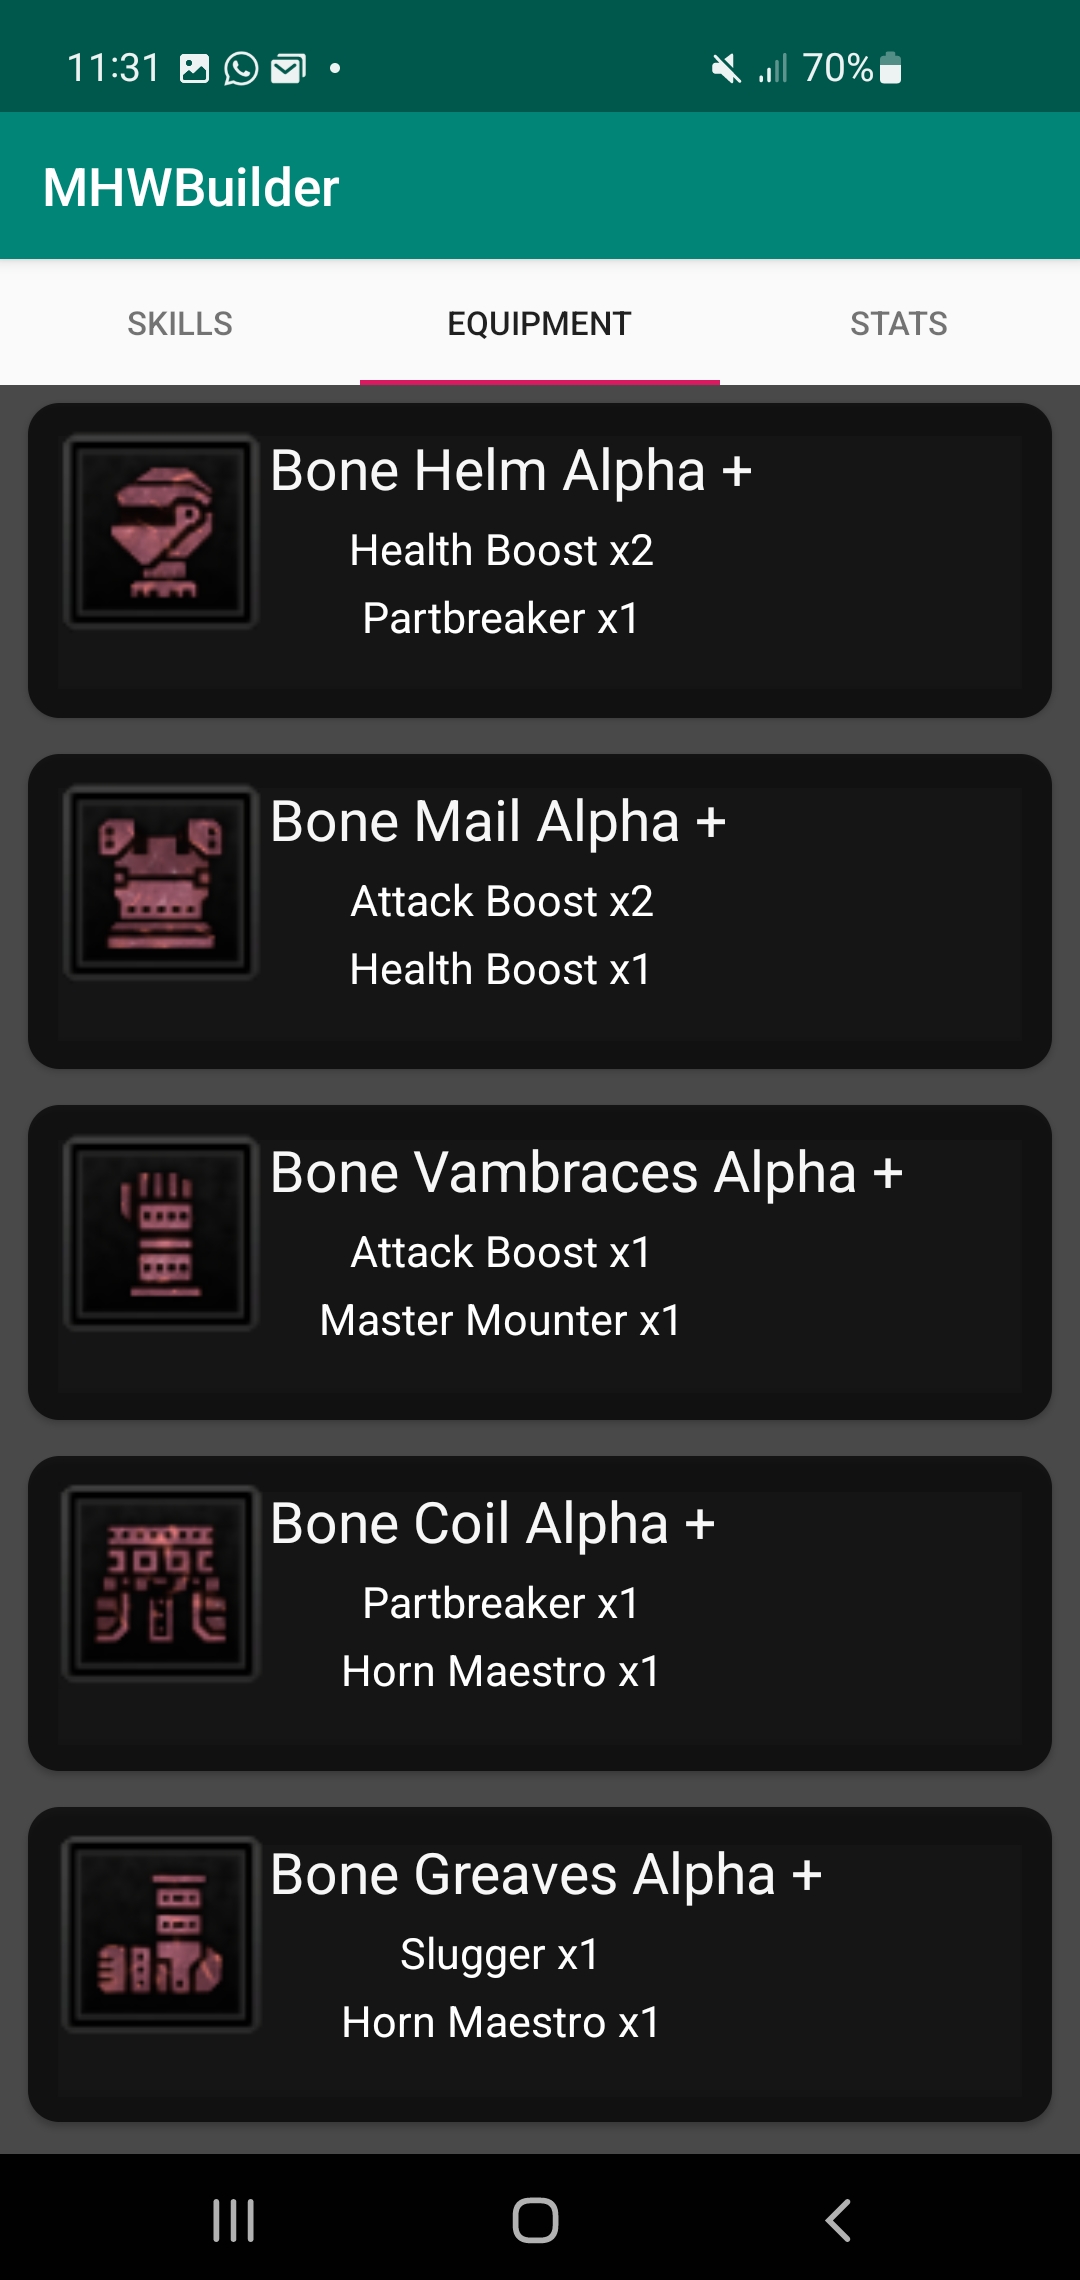 11:31 70%
MHWBuilder
SKILLS EQUIPMENT STATS
Bone Helm Alpha +
Health Boost x2
Partbreaker x1
Bone Mail Alpha +
Attack Boost x2
Health Boost x1
Bone Vambraces Alpha +
Attack Boost x1
Master Mounter x1
Bone Coil Alpha +
Partbreaker x1
Horn Maestro x1
Bone Greaves Alpha +
Slugger x1
Horn Maestro x1